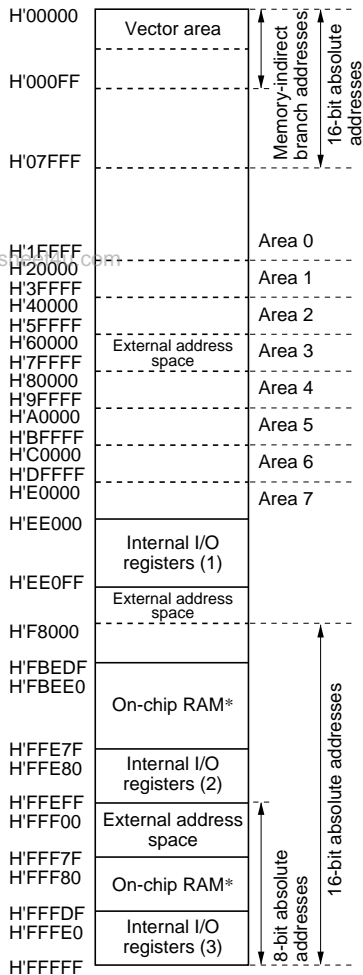 H'00000
Vector area
H'000FF
Memory-indirect
branch addresses
16-bit absolute
addresses
H'07FFF
Area 0
H'1FFFF
com
H'20000
Area 1
H'3FFFF
H'40000
Area 2
H'5FFFF
H'60000
External address
space
Area 3
H'7FFFF
H'80000
Area 4
H'9FFFF
H'A0000
Area 5
H'BFFFF
H'C0000
Area 6
H'DFFFF
H'E0000
Area 7
H'EE000
Internal I/O
registers (1)
H'EE0FF
External address
space
H'F8000
H'FBEDF
H'FBEE0
On-chip RAM*
H'FFE7F
H'FFE80
Internal I/O
registers (2)
H'FFEFF
H'FFF00
External address
space
H'FFF7F
H'FFF80
On-chip RAM*
H'FFFDF
H'FFFE0
Internal I/O
registers (3)
H'FFFFF
8-bit absolute
addresses
16-bit absolute addresses